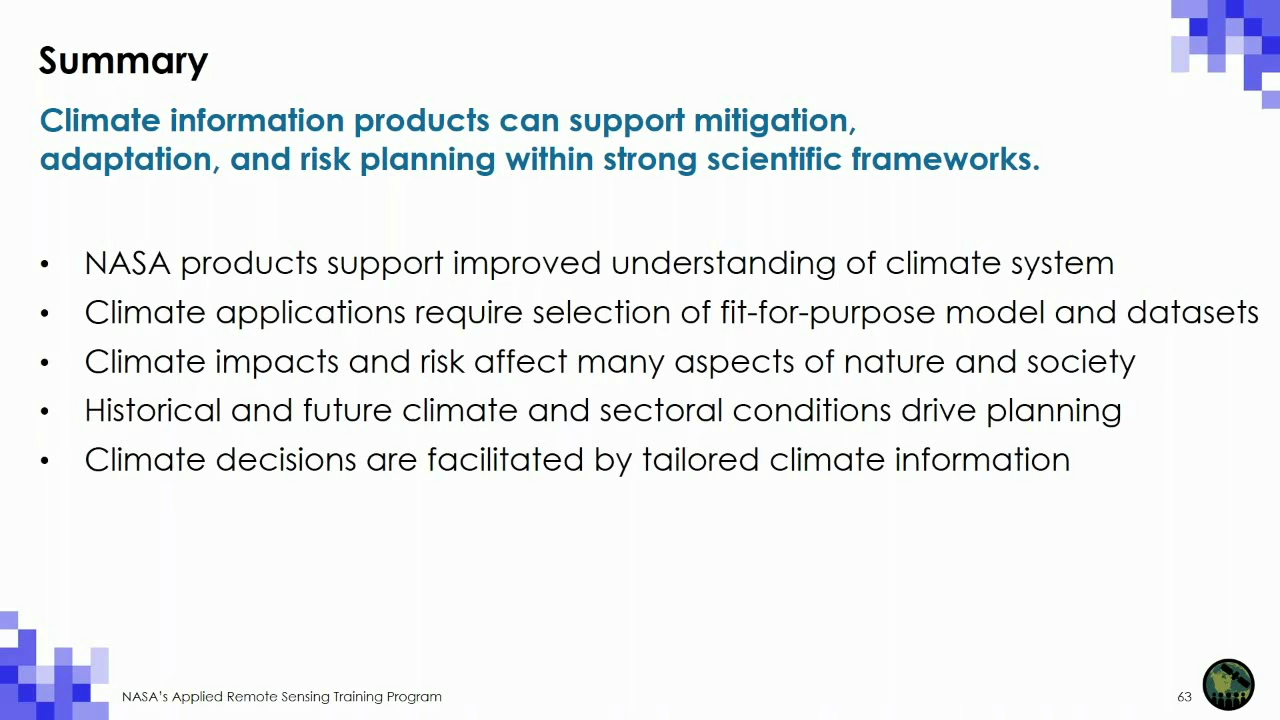 Summary
Climate information products can support mitigation,
adaptation, and risk planning within strong scientific frameworks.
• NASA products support improved understanding of climate system
• Climate applications require selection of fit-for-purpose model and datasets
• Climate impacts and risk affect many aspects of nature and society
• Historical and future climate and sectoral conditions drive planning
• Climate decisions are facilitated by tailored climate information
NASA's Applied Remote Sensing Training Program
63